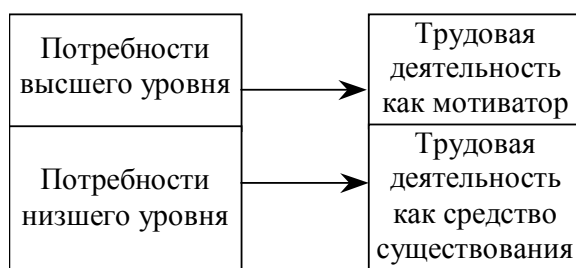 Потребности
высшего уровня
Трудовая
деятельность
как мотиватор
Потребности
низшего уровня
Трудовая
деятельность
как средство
существования